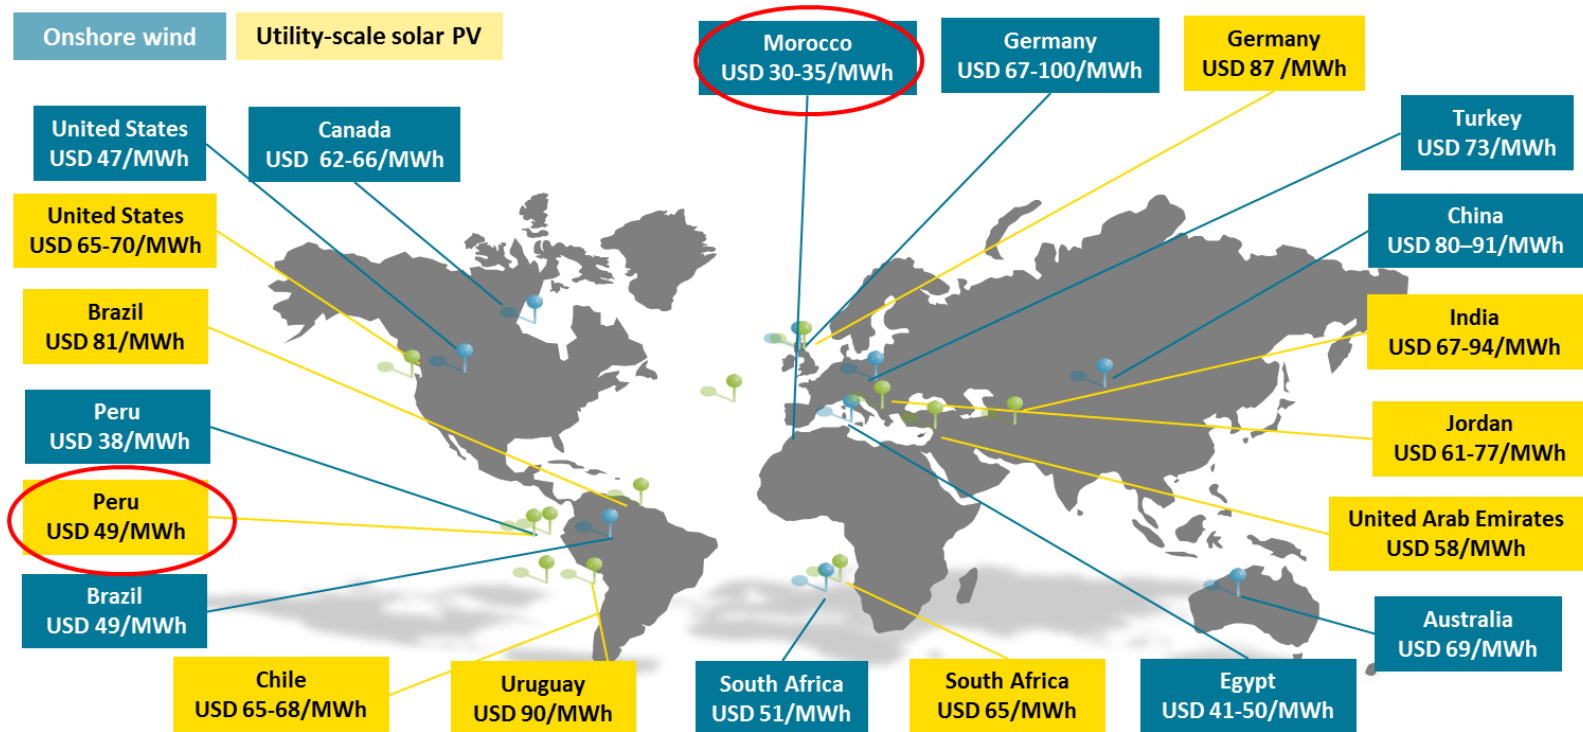 Onshore wind
Utility-scale solar PV
Morocco
USD 30-35/MWh
Germany
USD 67-100/MWh
Germany
USD 87 /MWh
United States
USD 47/MWh
Canada
USD  62-66/MWh
Turkey
USD 73/MWh
United States
USD 65-70/MWh
China
USD 80–91/MWh
Brazil
USD 81/MWh
India
USD 67-94/MWh
Peru
USD 38/MWh
Jordan
USD 61-77/MWh
Peru
USD 49/MWh
United Arab Emirates
USD 58/MWh
Brazil
USD 49/MWh
Australia
USD 69/MWh
Chile
USD 65-68/MWh
Uruguay
USD 90/MWh
South Africa
USD 51/MWh
South Africa
USD 65/MWh
Egypt
USD 41-50/MWh